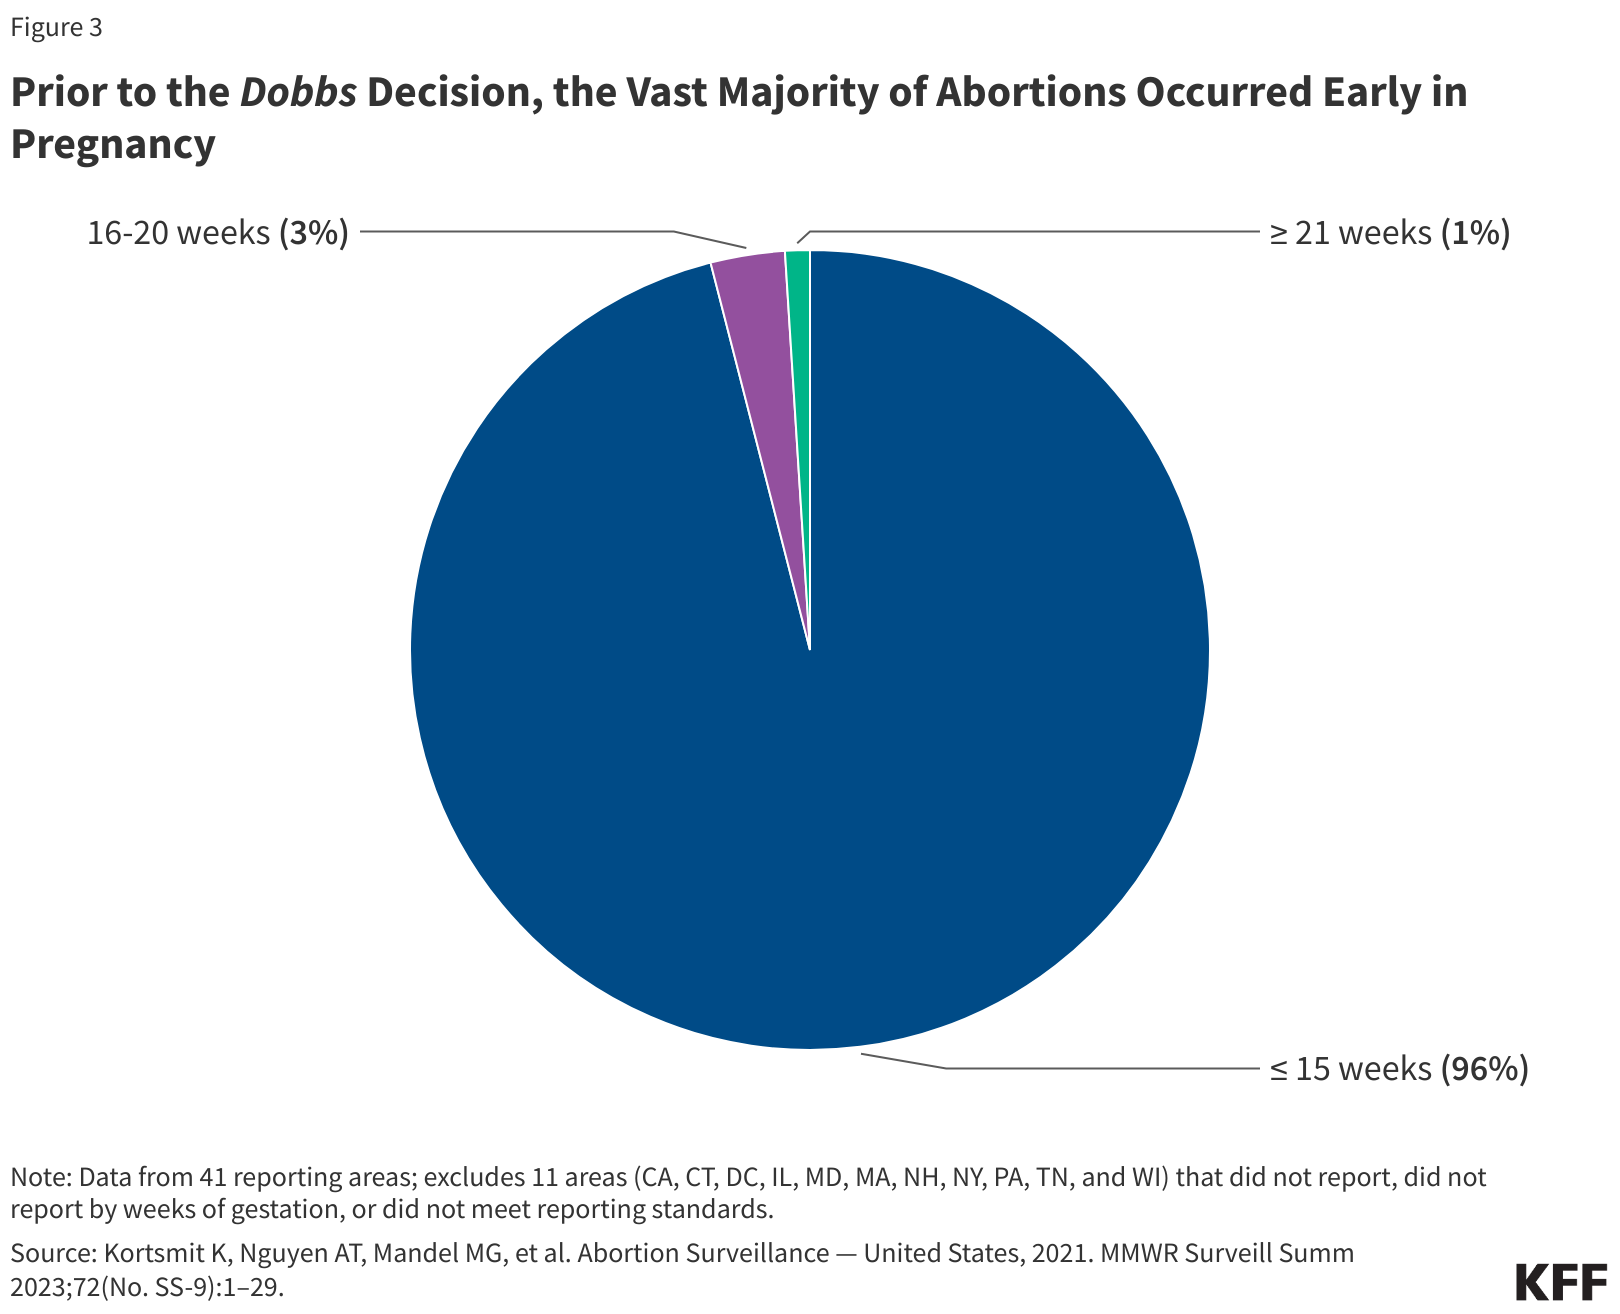 Figure 3
Prior to the Dobbs Decision, the Vast Majority of Abortions Occurred Early in
Pregnancy
16-20 weeks (3%)
≥ 21 weeks (1%)
≤ 15 weeks (96%)
Note: Data from 41 reporting areas; excludes 11 areas (CA, CT, DC, IL, MD, MA, NH, NY, PA, TN, and WI) that did not report, did not
report by weeks of gestation, or did not meet reporting standards.
Source: Kortsmit K, Nguyen AT, Mandel MG, et al. Abortion Surveillance — United States, 2021. MMWR Surveill Summ
2023;72(No. SS-9):1–29.
KFF